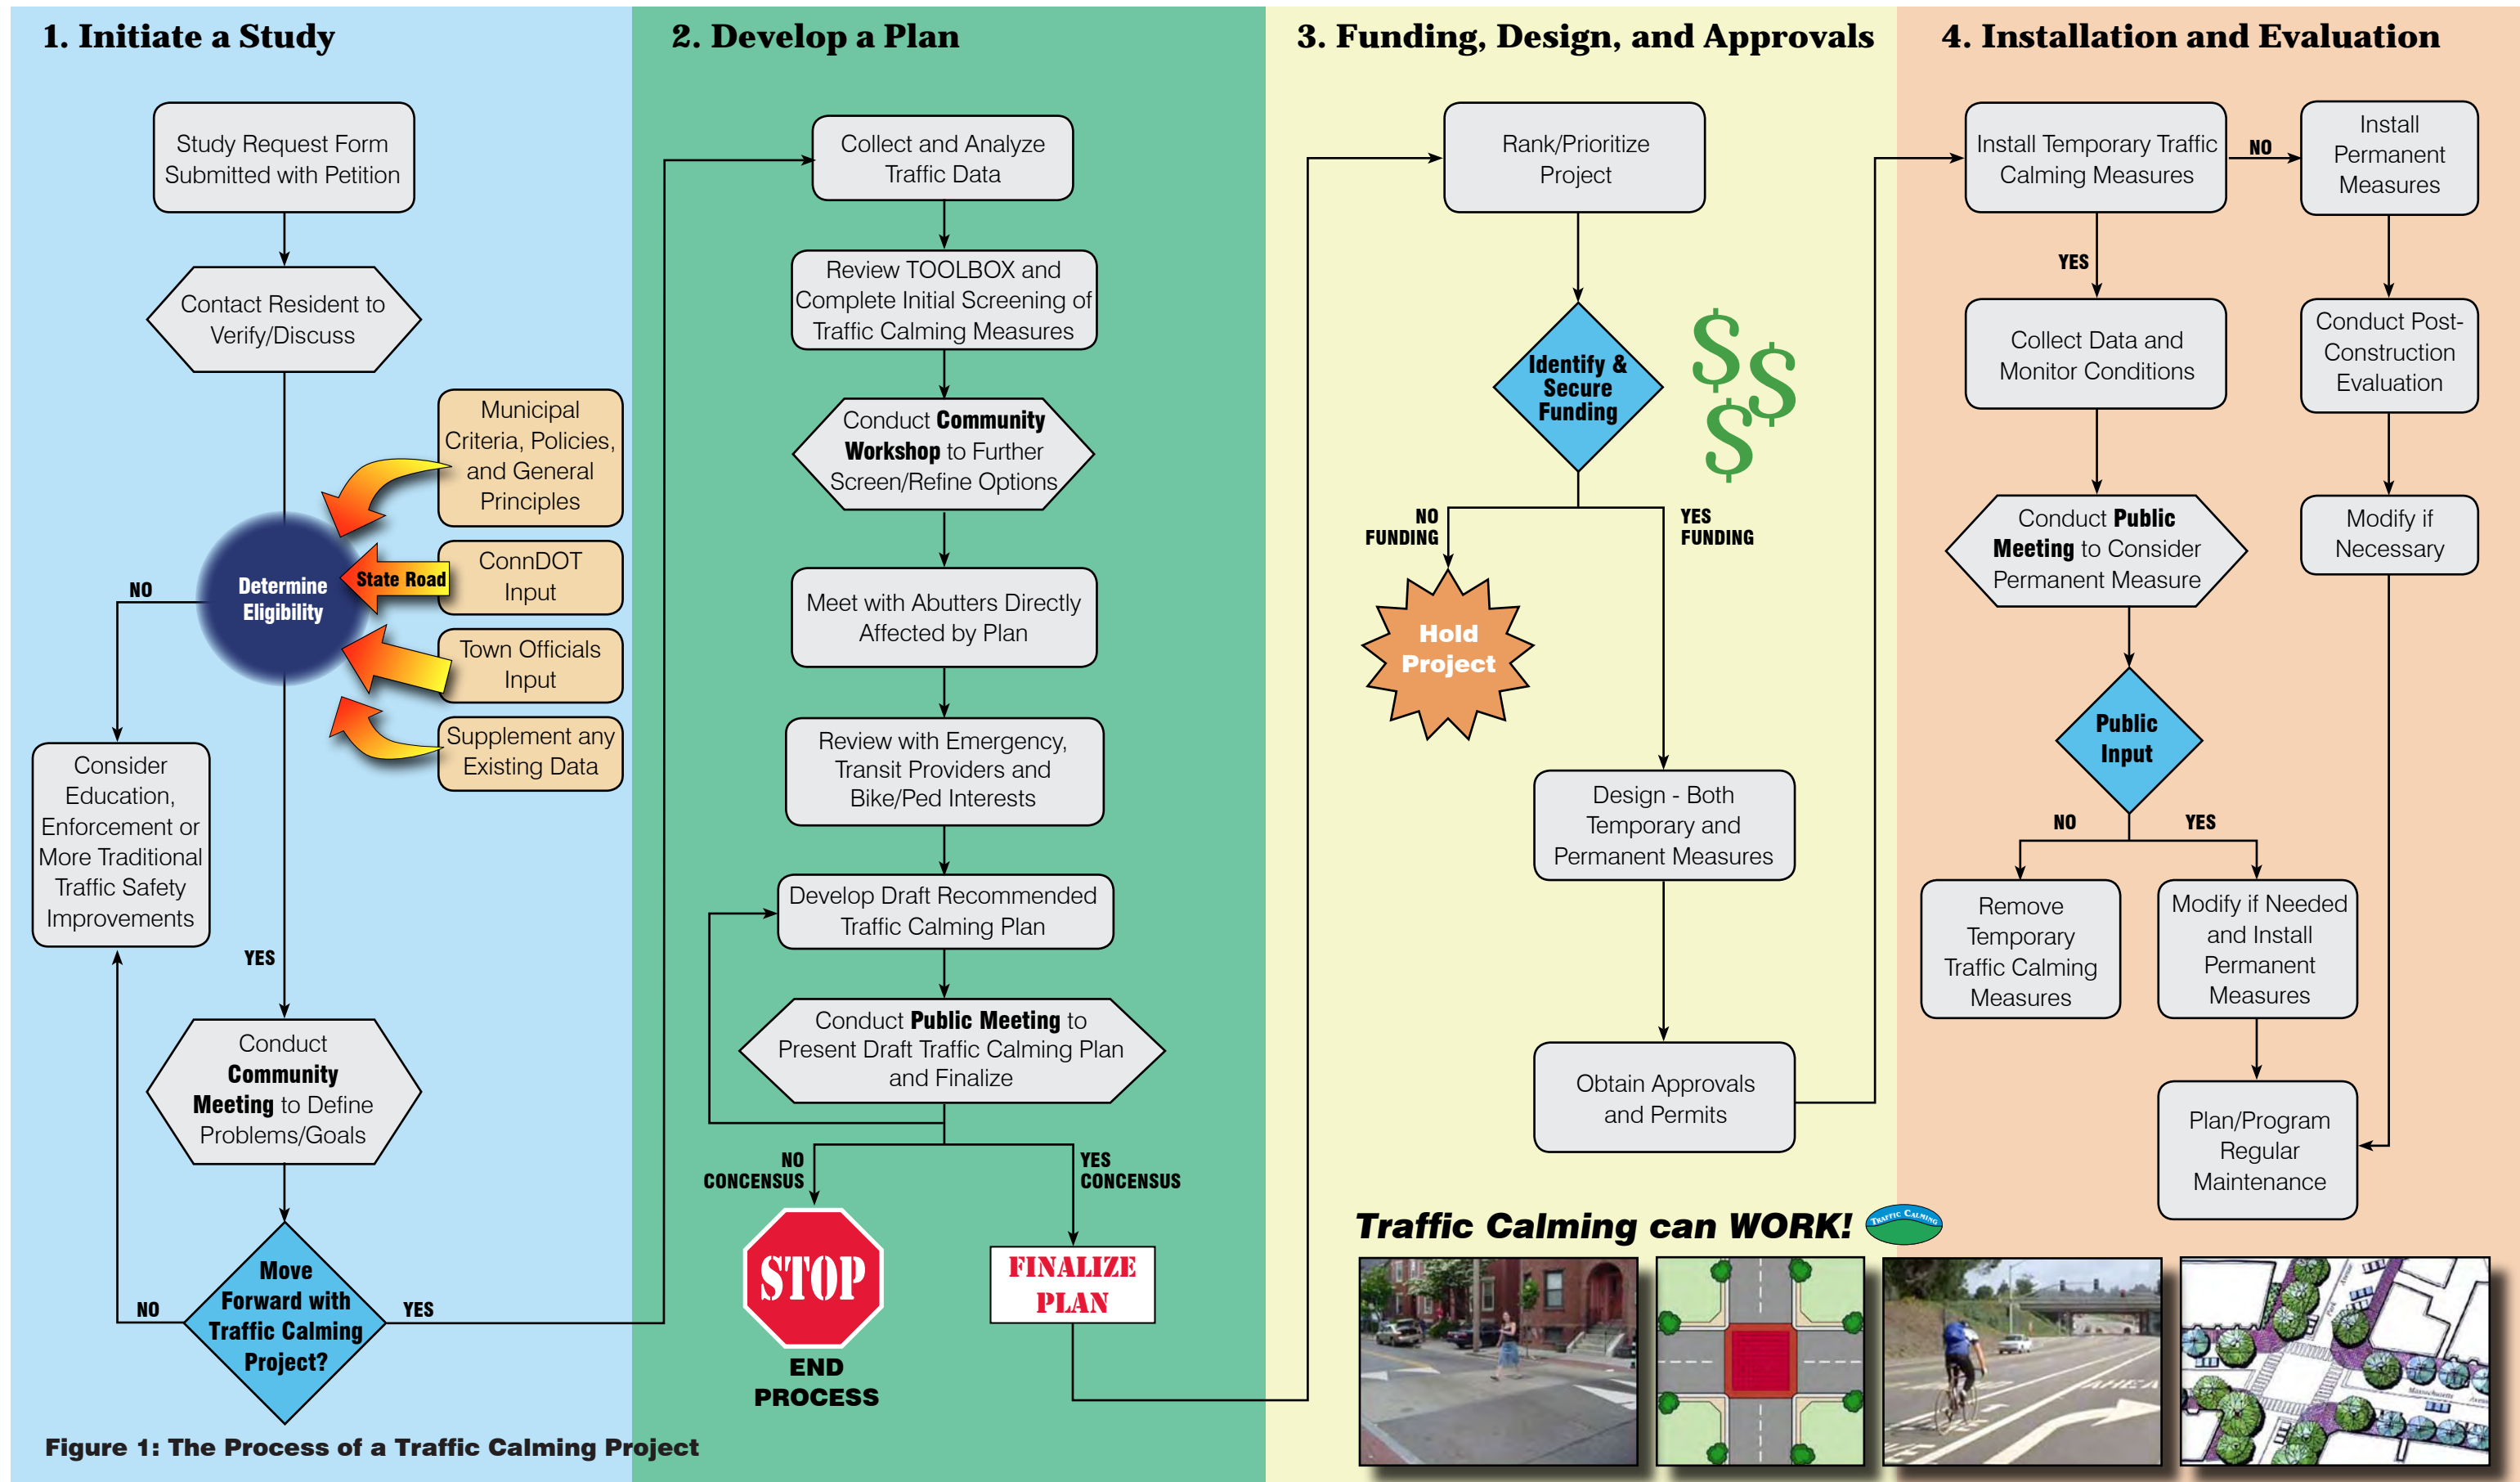 1. Initiate a Study
Study Request Form
Submitted with Petition
Contact Resident to
Verify/Discuss
Municipal
Criteria, Policies,
and General
Principles
ConnDOT
Input
State Road
Town Officials
Input
Supplement any
Existing Data
Determine
Eligibility
NO
Consider
Education,
Enforcement or
More Traditional
Traffic Safety
Improvements
YES
Conduct
Community
Meeting to Define
Problems/Goals
Move
Forward with
Traffic Calming
Project?
NO
YES
Figure 1: The Process of a Traffic Calming Project
2. Develop a Plan
Collect and Analyze
Traffic Data
Review TOOLBOX and
Complete Initial Screening of
Traffic Calming Measures
Conduct Community
Workshop to Further
Screen/Refine Options
Meet with Abutters Directly
Affected by Plan
Review with Emergency,
Transit Providers and
Bike/Ped Interests
Develop Draft Recommended
Traffic Calming Plan
Conduct Public Meeting to
Present Draft Traffic Calming Plan
and Finalize
NO
CONCENSUS
YES
CONCENSUS
STOP
END
PROCESS
FINALIZE
PLAN
3. Funding, Design, and Approvals
Rank/Prioritize
Project
Identify &
Secure
Funding
$
$
$
NO
FUNDING
YES
FUNDING
Hold
Project
Design - Both
Temporary and
Permanent Measures
Obtain Approvals
and Permits
4. Installation and Evaluation
Install Temporary Traffic
Calming Measures
NO
Install
Permanent
Measures
YES
Collect Data and
Monitor Conditions
Conduct Post-
Construction
Evaluation
Conduct Public
Meeting to Consider
Permanent Measure
Modify if
Necessary
Public
Input
NO
YES
Remove
Temporary
Traffic Calming
Measures
Modify if Needed
and Install
Permanent
Measures
Plan/Program
Regular
Maintenance
Traffic Calming can WORK!
TRAFFIC CALMING
AHEAD
Park
Avenue
Massachusetts